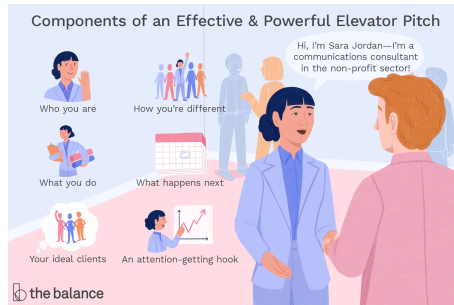 Components of an Effective & Powerful Elevator Pitch
Hi, I'm Sara Jordan—I'm a
communications consultant
in the non-profit sector!
Who you are
How you're different
What you do
What happens next
Your ideal clients
An attention-getting hook
the balance